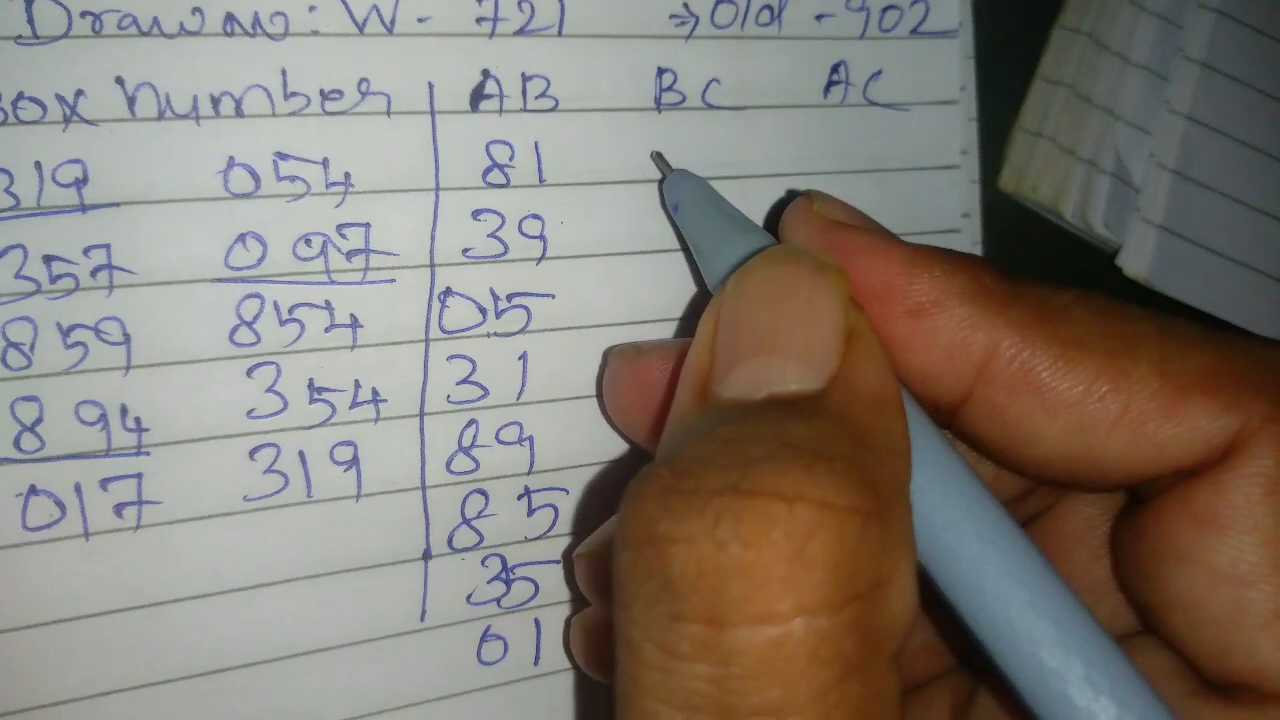 Draw no: W - 721 ⇒ Old - 902
Box number AB BC AC
319 054 81
357 097 39
859 854 05
894 354 31
017 319 89
85
35
01